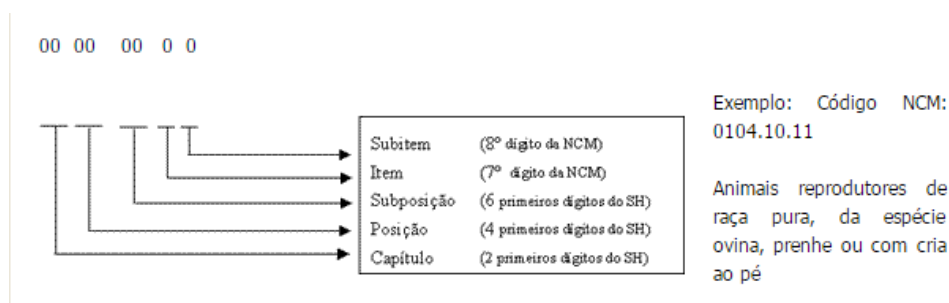 00 00 00 0 0
Subitem (8º dígito da NCM)
Item (7º dígito da NCM)
Subposição (6 primeiros dígitos do SH)
Posição (4 primeiros dígitos do SH)
Capítulo (2 primeiros dígitos do SH)
Exemplo: Código NCM:
0104.10.11
Animais reprodutores de
raça pura, da espécie
ovina, prenhe ou com cria
ao pé